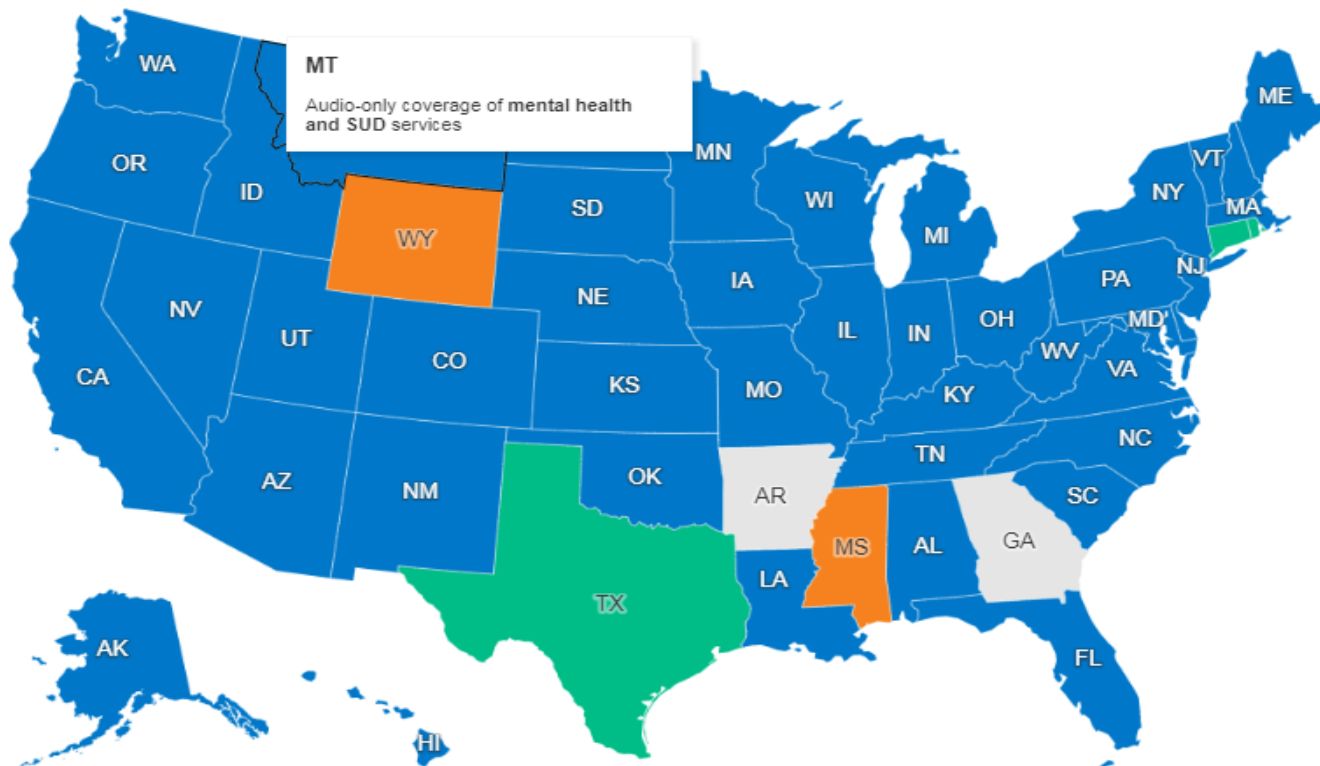 WA
MT
Audio-only coverage of mental health
and SUD services
ME
OR
ID
MN
VT
NY
MA
WI
SD
WY
MI
NJ
PA
IA
NE
NV
OH
MD
IL
IN
UT
WV
CO
VA
CA
KS
MO
KY
NC
TN
OK
AZ
NM
AR
SC
GA
MS
AL
LA
TX
AK
FL
HI